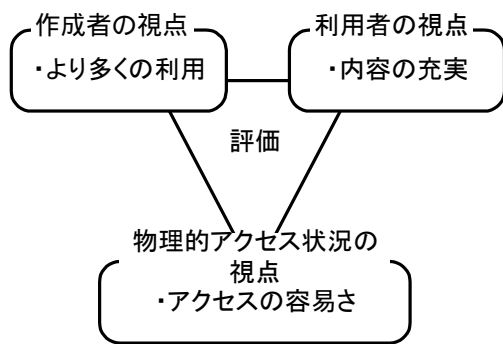 作成者の視点
・より多くの利用
利用者の視点
・内容の充実
評価
物理的アクセス状況の
視点
・アクセスの容易さ